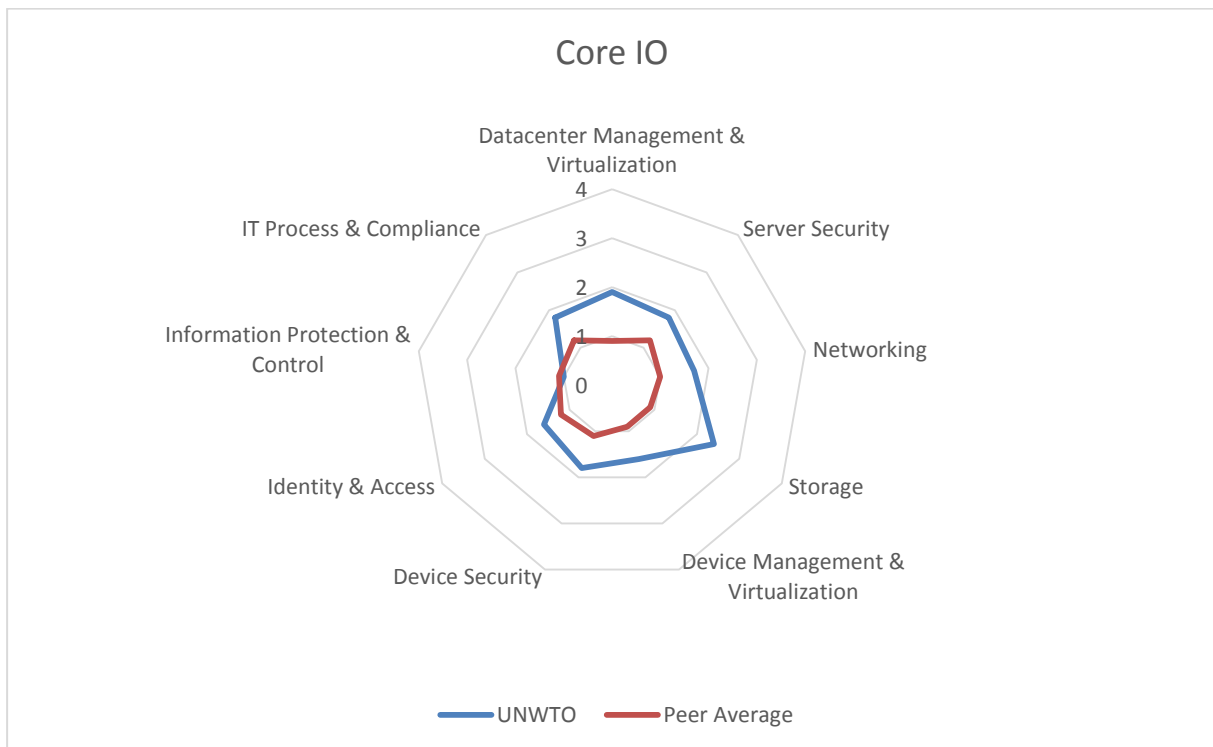 Core IO
Datacenter Management &
Virtualization
4
IT Process & Compliance
Server Security
3
2
Information Protection &
Control
1
Networking
0
Identity & Access
Storage
Device Security
Device Management &
Virtualization
UNWTO
Peer Average